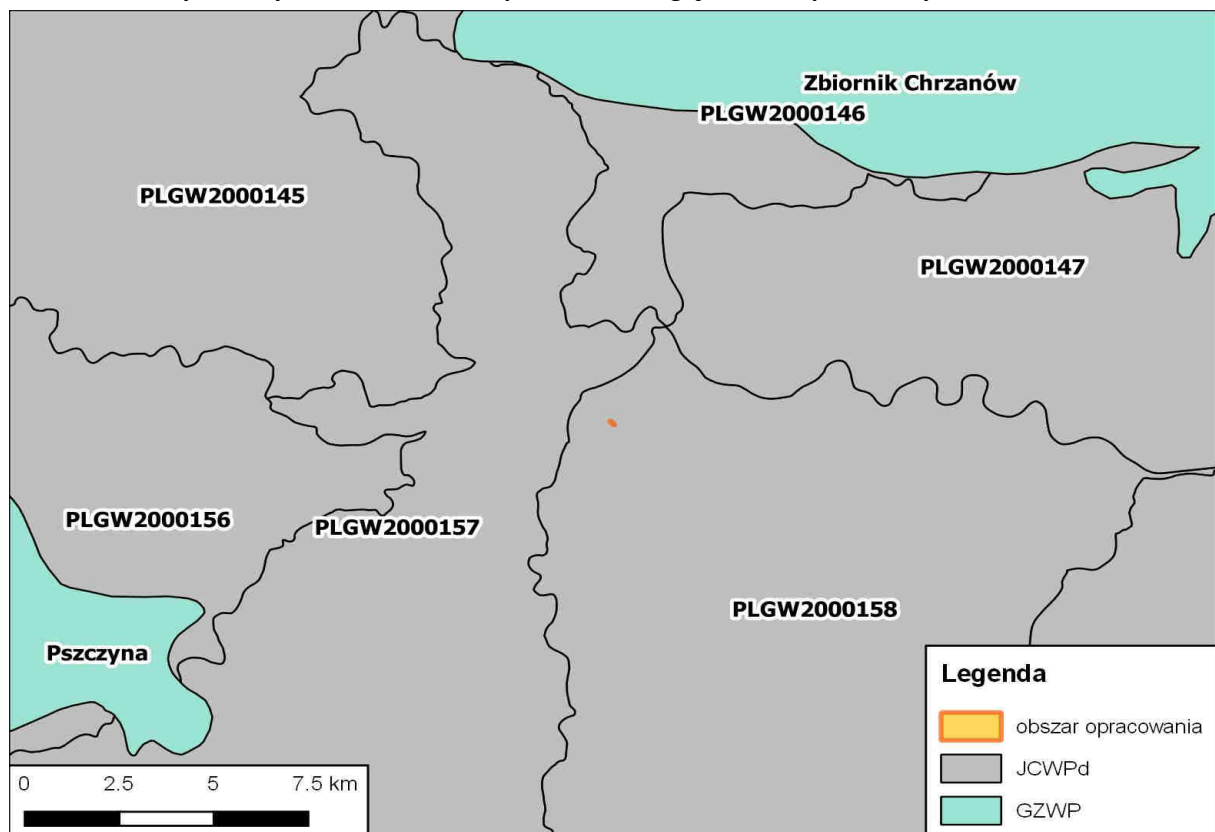 Zbiornik Chrzanów
PLGW2000146
PLGW2000145
PLGW2000147
PLGW2000156
PLGW2000157
PLGW2000158
Pszczyna
Legenda
obszar opracowania
JCWPd
GZWP
0 2.5 5 7.5 km